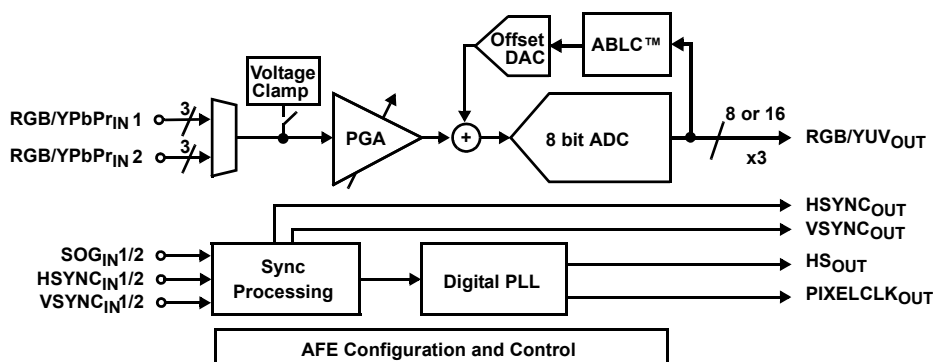 Offset
DAC
ABLC™
Voltage
Clamp
RGB/YPbPrIN 1
3
PGA
+
8 bit ADC
8 or 16
x3
RGB/YUVOUT
RGB/YPbPrIN 2
3
HSYNCOUT
VSYNCOUT
SOGIN1/2
HSYNCIN1/2
VSYNCIN1/2
Sync
Processing
Digital PLL
HSOUT
PIXELCLKOUT
AFE Configuration and Control